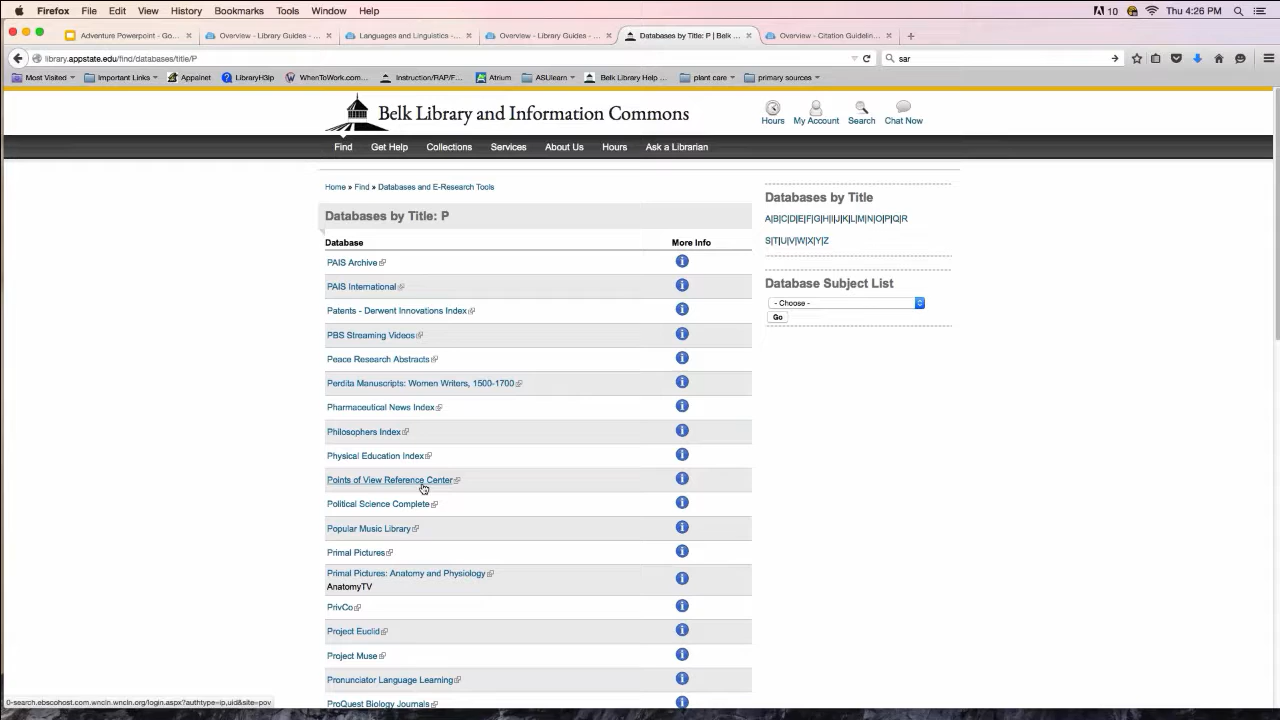 Firefox File Edit View History Bookmarks Tools Window Help 10 Thu 4:26 PM
Adventure Powerpoint - Go... Overview - Library Guides -... Languages and Linguistics -... Overview - Library Guides -... Databases by Title: P | Belk ... Overview - Citation Guidelin...
library.appstate.edu/find/databases/title/P sar
Most Visited Important Links Appalnet LibraryH3lp WhenToWork.com... Instruction/RAP/F... Atrium ASULearn Belk Library Help ... plant care primary sources
Belk Library and Information Commons
Hours My Account Search Chat Now
Find Get Help Collections Services About Us Hours Ask a Librarian
Home » Find » Databases and E-Research Tools
Databases by Title: P
Database More Info
PAIS Archive
PAIS International
Patents - Derwent Innovations Index
PBS Streaming Videos
Peace Research Abstracts
Perdita Manuscripts: Women Writers, 1500-1700
Pharmaceutical News Index
Philosophers Index
Physical Education Index
Points of View Reference Center
Political Science Complete
Popular Music Library
Primal Pictures
Primal Pictures: Anatomy and Physiology
AnatomyTV
PrivCo
Project Euclid
Project Muse
Pronunciator Language Learning
ProQuest Biology Journals
Databases by Title
A|B|C|D|E|F|G|H|I|J|K|L|M|N|O|P|Q|R
S|T|U|V|W|X|Y|Z
Database Subject List
- Choose -
Go
0-search.ebscohost.com.wncln.wncln.org/login.aspx?authtype=ip,uid&site=pov